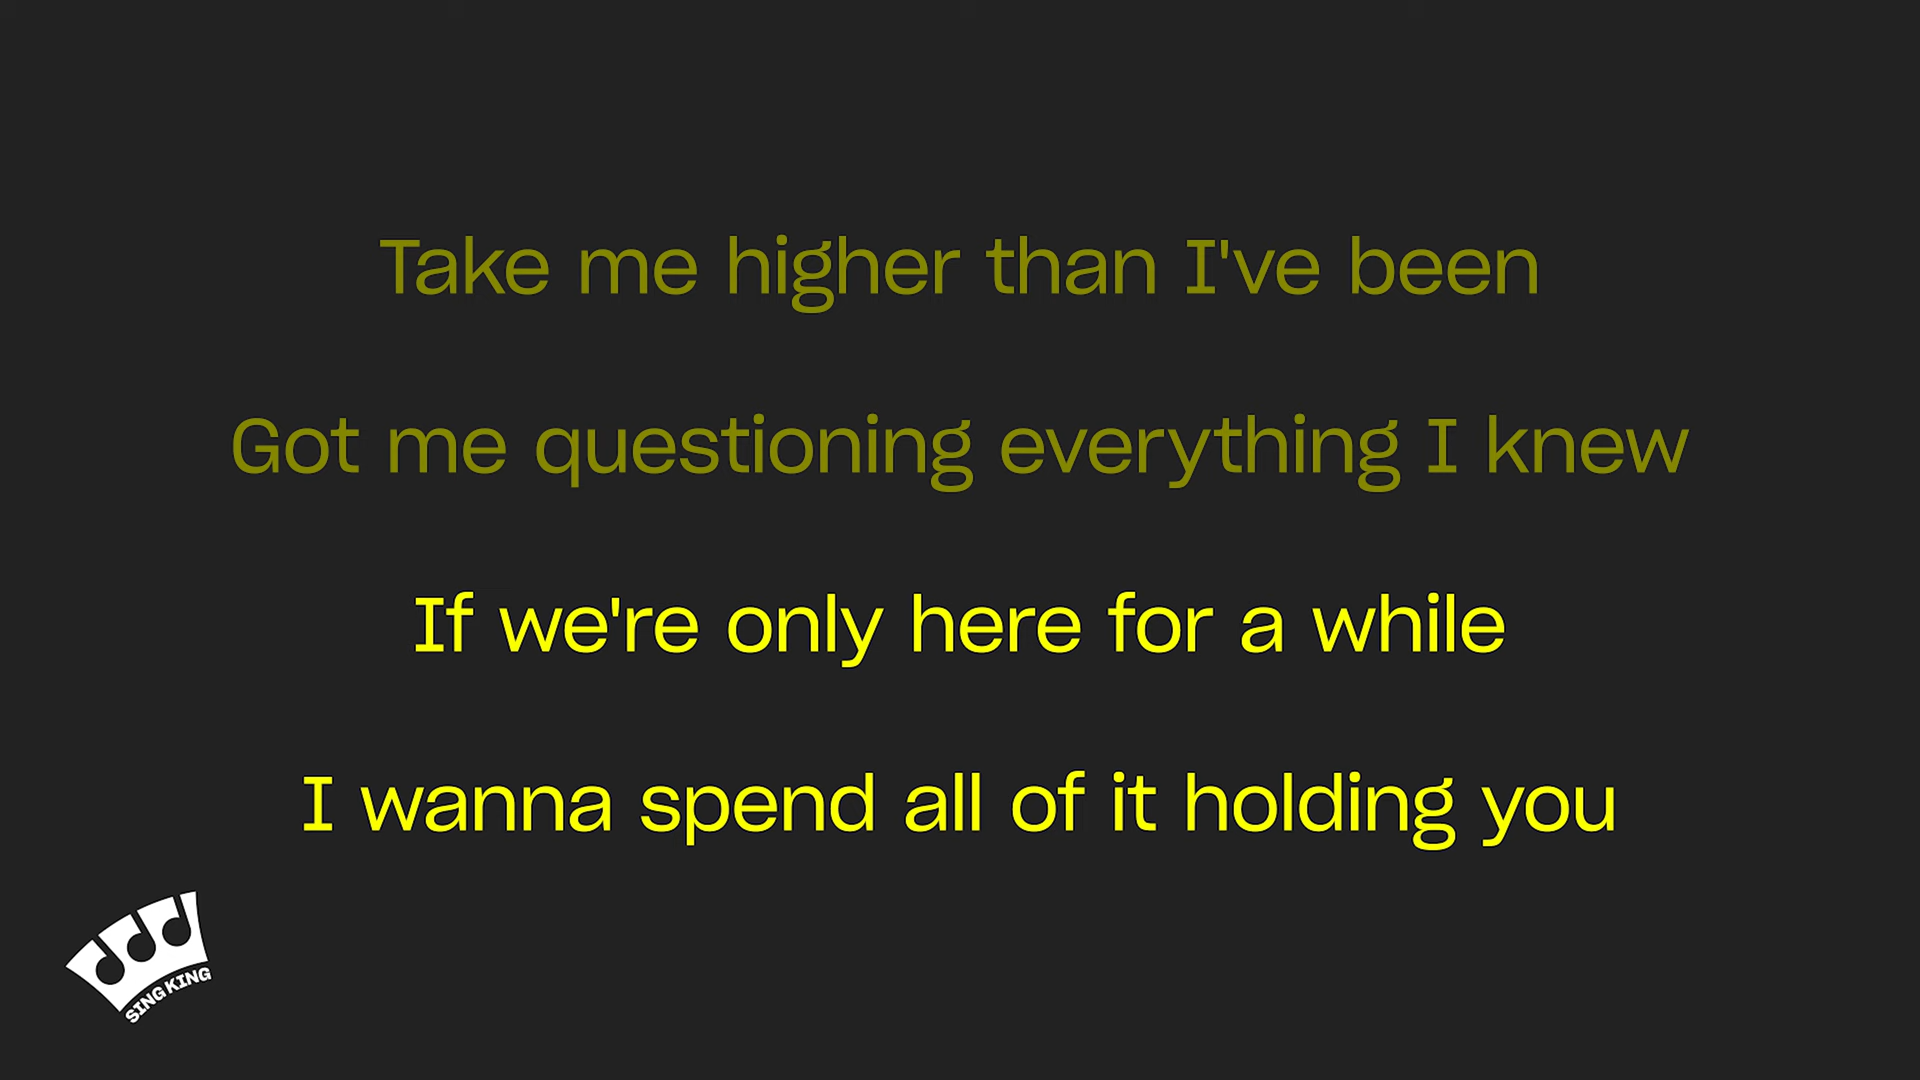 Take me higher than I've been
Got me questioning everything I knew
If we're only here for a while
I wanna spend all of it holding you
SING KING